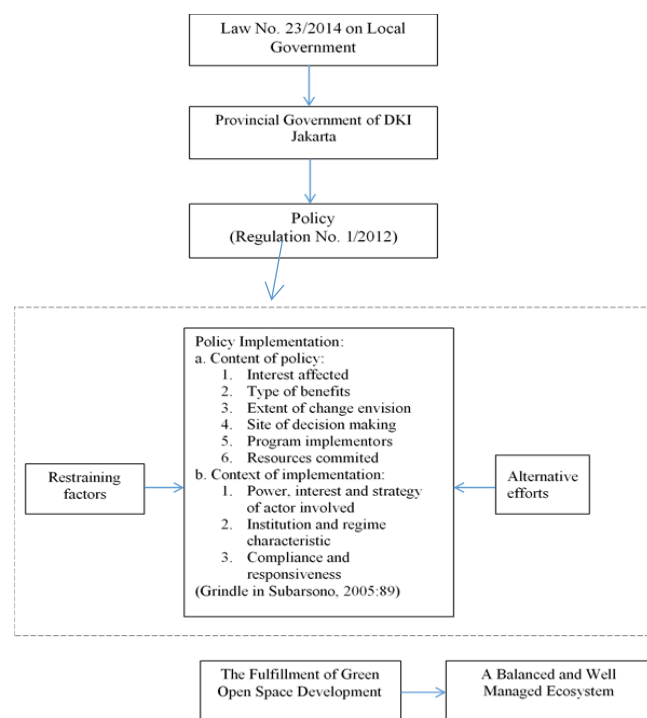 Law No. 23/2014 on Local
Government
Provincial Government of DKI
Jakarta
Policy
(Regulation No. 1/2012)
Policy Implementation:
a. Content of policy:
1. Interest affected
2. Type of benefits
3. Extent of change envision
4. Site of decision making
5. Program implementors
6. Resources commited
b. Context of implementation:
1. Power, interest and strategy
of actor involved
2. Institution and regime
characteristic
3. Compliance and
responsiveness
(Grindle in Subarsono, 2005:89)
Restraining
factors
Alternative
efforts
The Fulfillment of Green
Open Space Development
A Balanced and Well
Managed Ecosystem